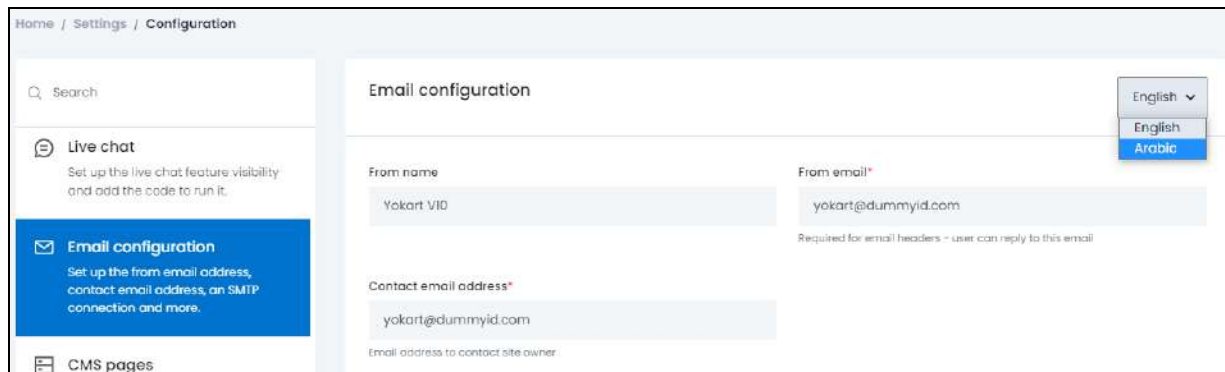 Home / Settings / Configuration
Search
Live chat
Set up the live chat feature visibility
and add the code to run it.
Email configuration
Set up the from email address,
contact email address, an SMTP
connection and more.
CMS pages
Email configuration
English
English
Arabic
From name
Yokart V10
From email*
yokart@dummyid.com
Required for email headers - user can reply to this email
Contact email address*
yokart@dummyid.com
Email address to contact site owner